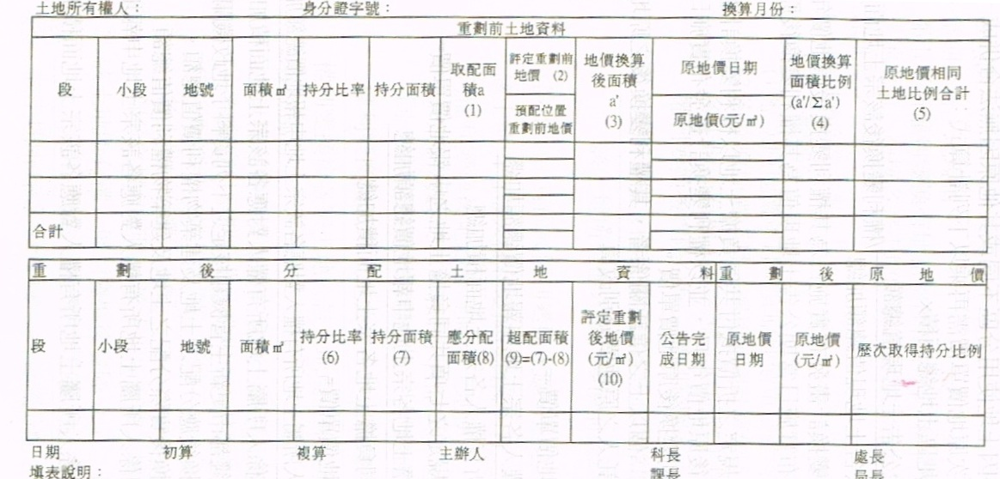 土地所有權人： 身分證字號： 換算月份：
重劃前土地資料
段 小段 地號 面積㎡ 持分比率 持分面積 取配面積a (1) 評定重劃前地價 (2) 預配位置重劃前地價 地價換算後面積 a' (3) 原地價日期 原地價(元/㎡) 地價換算面積比例 (a'/Σa') (4) 原地價相同土地比例合計 (5)
合計
重劃後分配土地資料 重劃後原地價
段 小段 地號 面積㎡ 持分比率 (6) 持分面積 (7) 應分配面積(8) 超配面積 (9)=(7)-(8) 評定重劃後地價 (元/㎡) (10) 公告完成日期 原地價日期 原地價 (元/㎡) 歷次取得持分比例
日期 初算 複算 主辦人 科長 處長
填表說明： 課長 局長